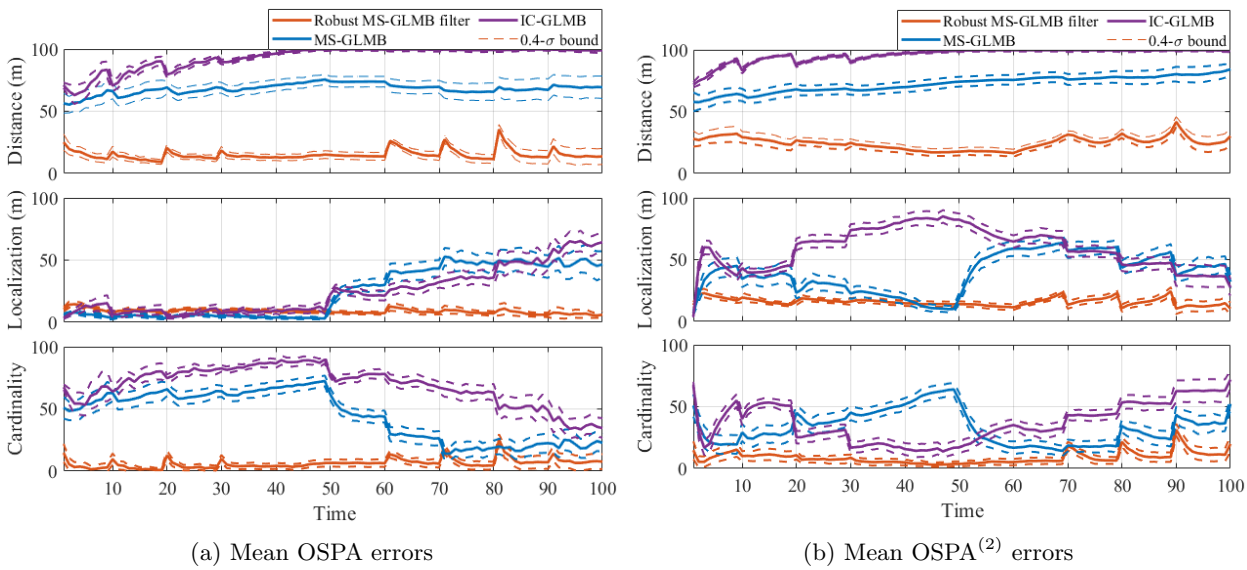 Robust MS-GLMB filter IC-GLMB
MS-GLMB 0.4-σ bound
Distance (m)
100
50
0
Localization (m)
100
50
0
Cardinality
100
50
0
10 20 30 40 50 60 70 80 90 100
Time
(a) Mean OSPA errors
Robust MS-GLMB filter IC-GLMB
MS-GLMB 0.4-σ bound
Distance (m)
100
50
0
Localization (m)
100
50
0
Cardinality
100
50
0
10 20 30 40 50 60 70 80 90 100
Time
(b) Mean OSPA⁽²⁾ errors